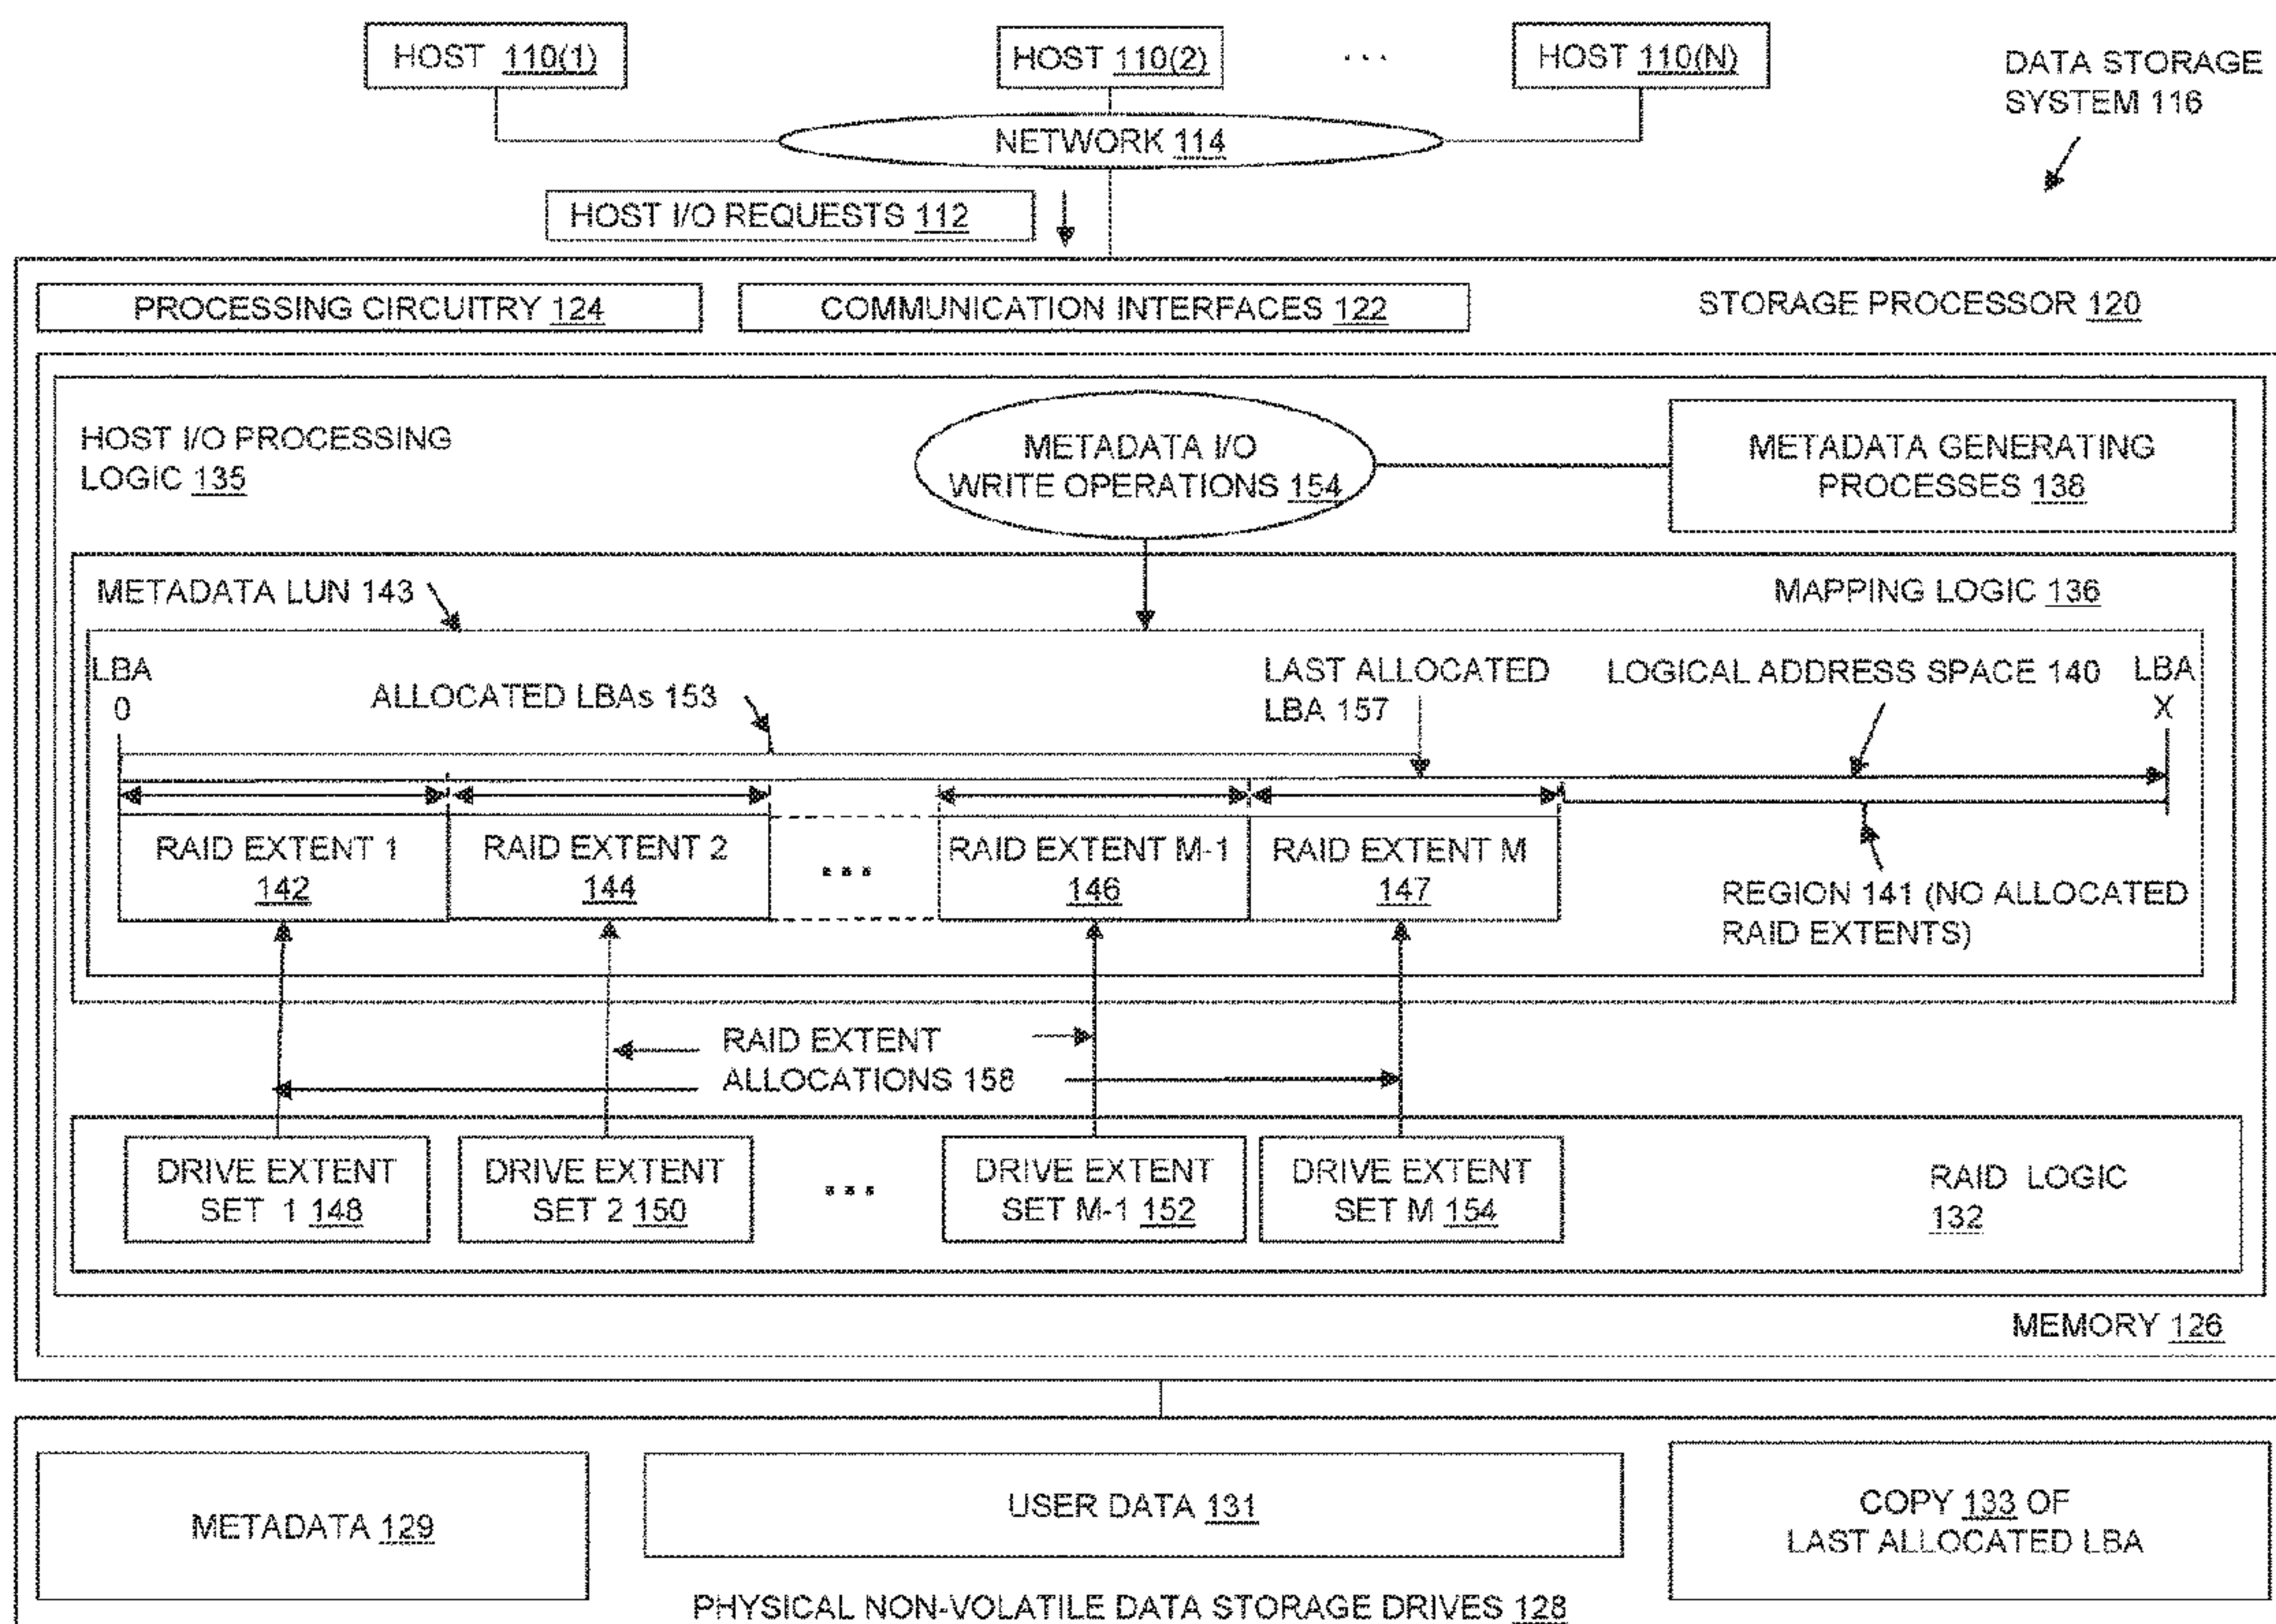 HOST 110(1)
HOST 110(2)
...
HOST 110(N)
DATA STORAGE
SYSTEM 116
NETWORK 114
HOST I/O REQUESTS 112
PROCESSING CIRCUITRY 124
COMMUNICATION INTERFACES 122
STORAGE PROCESSOR 120
HOST I/O PROCESSING
LOGIC 135
METADATA I/O
WRITE OPERATIONS 154
METADATA GENERATING
PROCESSES 138
METADATA LUN 143
MAPPING LOGIC 136
LBA
0
ALLOCATED LBAs 153
LAST ALLOCATED
LBA 157
LOGICAL ADDRESS SPACE 140
LBA
X
RAID EXTENT 1
142
RAID EXTENT 2
144
...
RAID EXTENT M-1
146
RAID EXTENT M
147
REGION 141 (NO ALLOCATED
RAID EXTENTS)
RAID EXTENT
ALLOCATIONS 158
DRIVE EXTENT
SET 1 148
DRIVE EXTENT
SET 2 150
...
DRIVE EXTENT
SET M-1 152
DRIVE EXTENT
SET M 154
RAID LOGIC
132
MEMORY 126
METADATA 129
USER DATA 131
COPY 133 OF
LAST ALLOCATED LBA
PHYSICAL NON-VOLATILE DATA STORAGE DRIVES 128